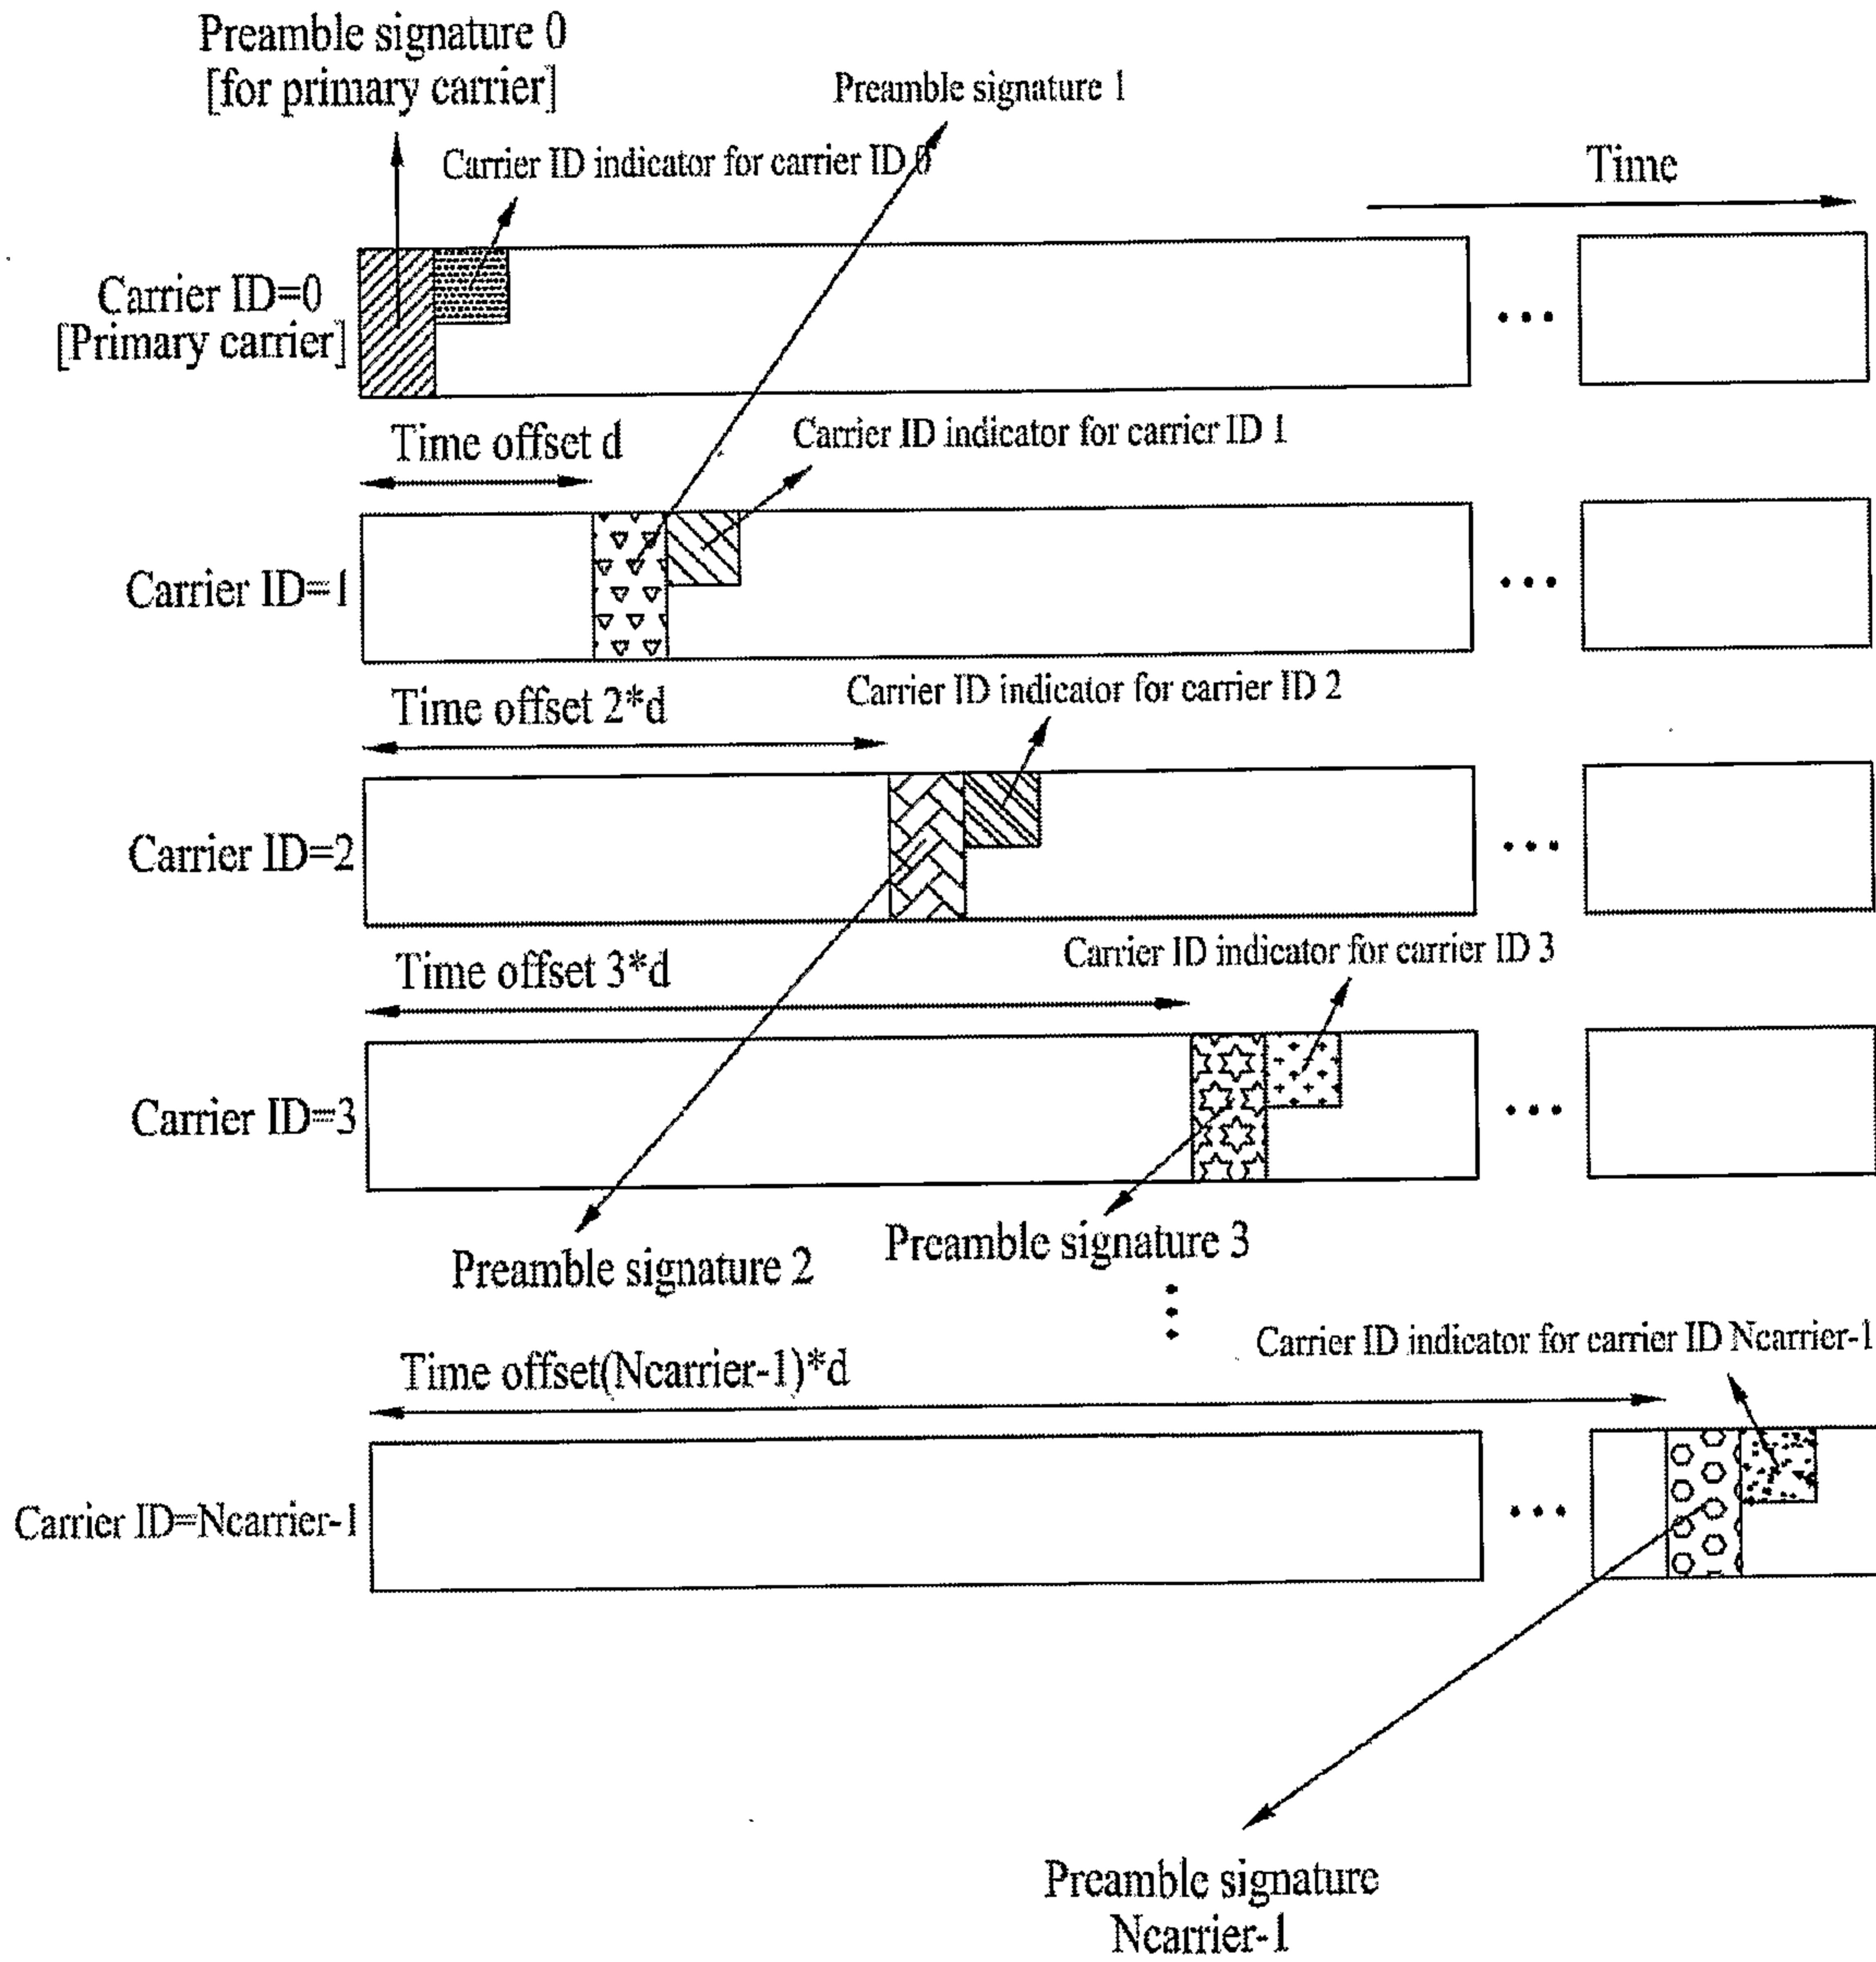 Preamble signature 0
[for primary carrier]
Preamble signature 1
Carrier ID indicator for carrier ID 0
Time
Carrier ID=0
[Primary carrier]
Time offset d
Carrier ID indicator for carrier ID 1
Carrier ID=1
Time offset 2*d
Carrier ID indicator for carrier ID 2
Carrier ID=2
Time offset 3*d
Carrier ID indicator for carrier ID 3
Carrier ID=3
Preamble signature 2
Preamble signature 3
Carrier ID indicator for carrier ID Ncarrier-1
Time offset(Ncarrier-1)*d
Carrier ID=Ncarrier-1
Preamble signature
Ncarrier-1